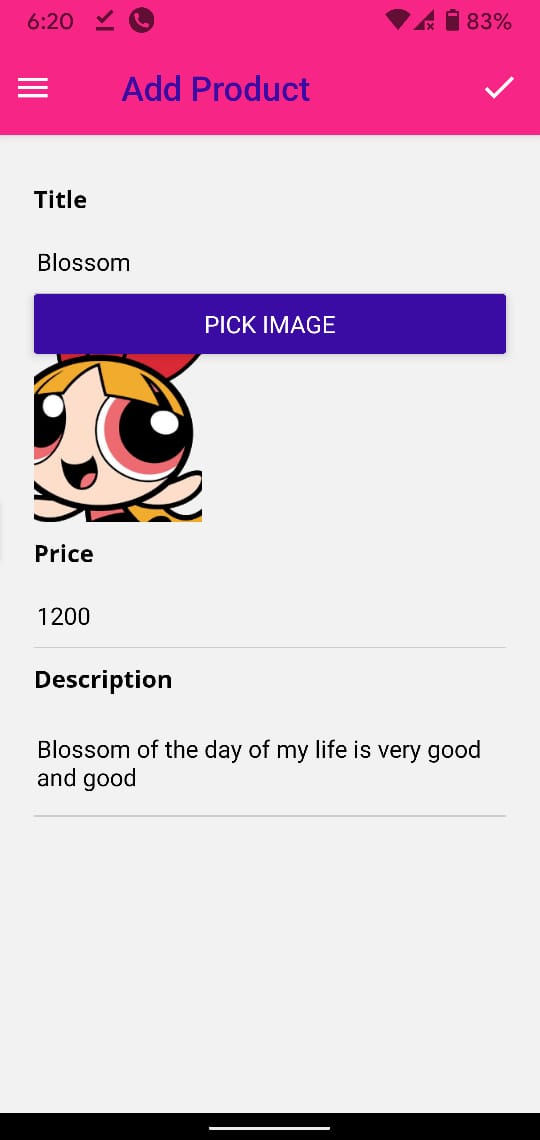 6:20
83%
Add Product
Title
Blossom
PICK IMAGE
Price
1200
Description
Blossom of the day of my life is very good
and good